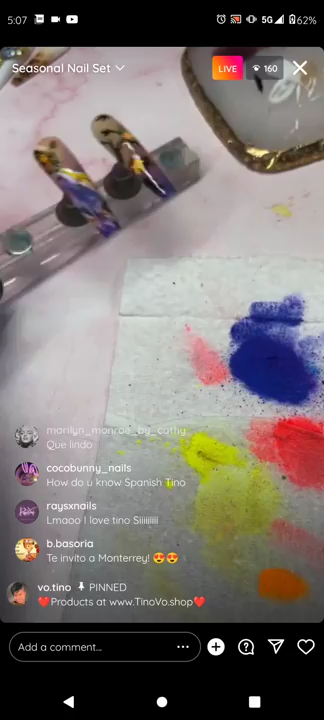 5:07
5G
62%
Seasonal Nail Set
LIVE
160
marilyn_monroe_by_cathy
Que lindo
cocobunny_nails
How do u know Spanish Tino
raysxnails
Lmaoo I love tino Siiiiiiii
b.basoria
Te invito a Monterrey! 😍😍
vo.tino PINNED
❤️Products at www.TinoVo.shop❤️
Add a comment...